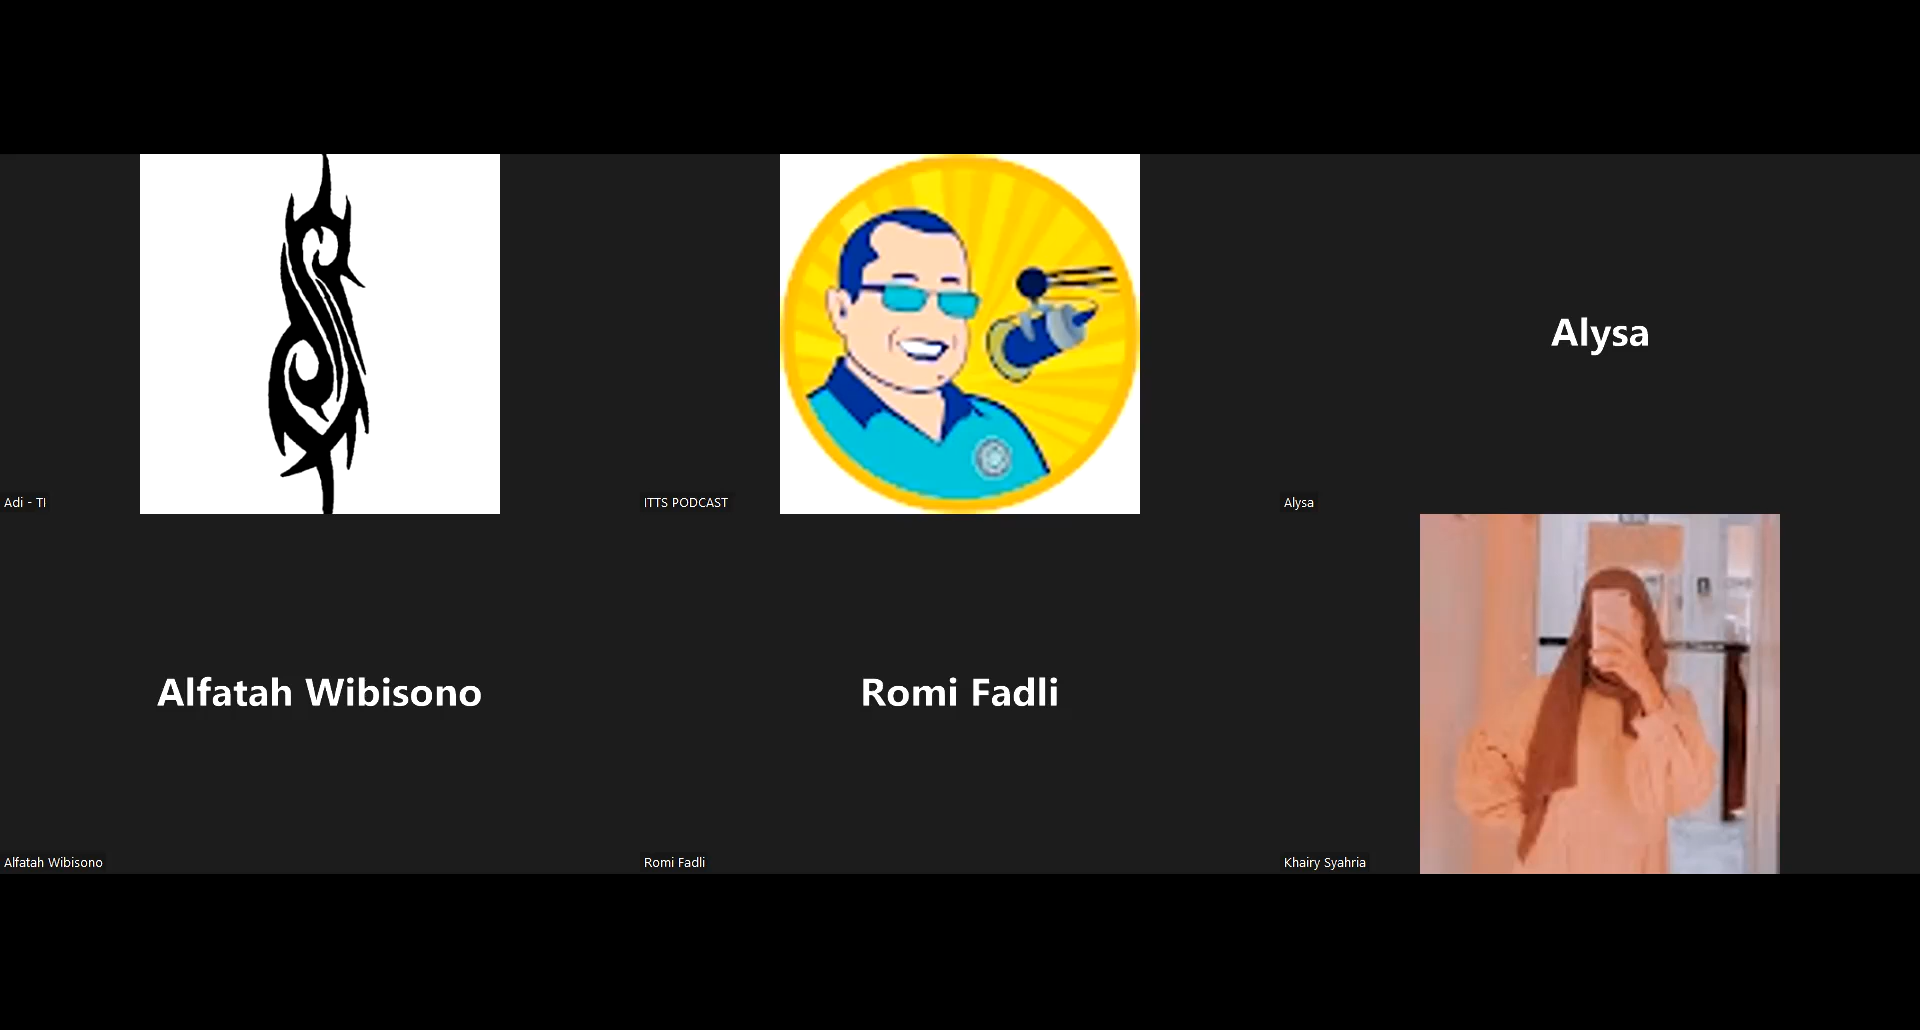 Alysa
Adi - TI
ITTS PODCAST
Alysa
Alfatah Wibisono
Romi Fadli
Alfatah Wibisono
Romi Fadli
Khairy Syahria